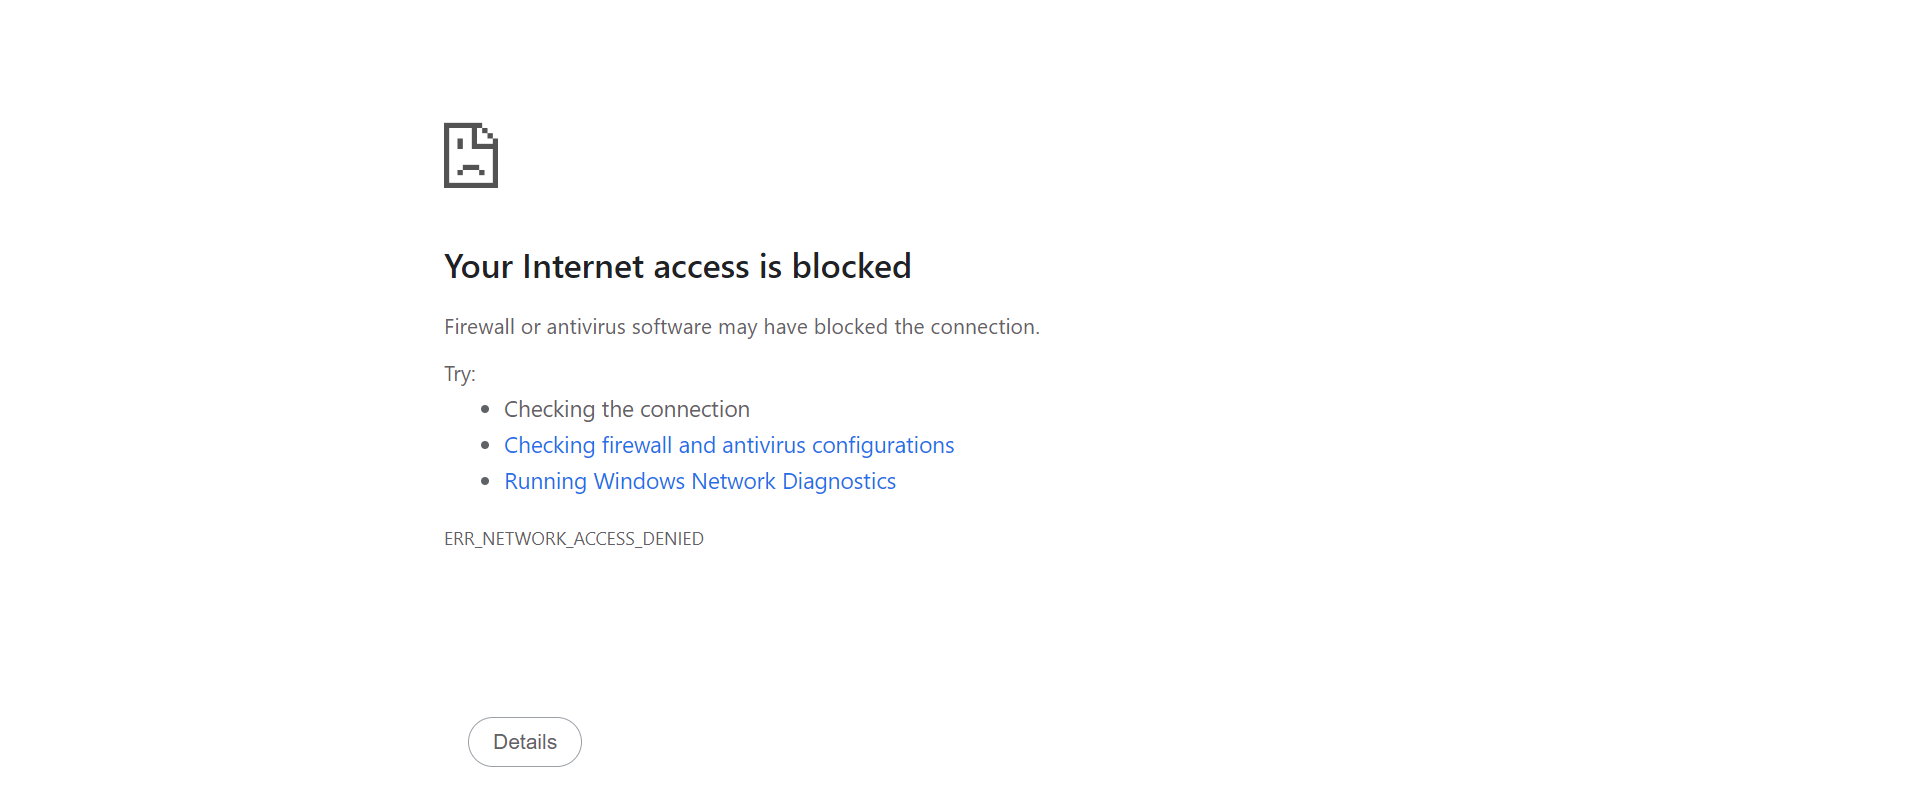 Your Internet access is blocked
Firewall or antivirus software may have blocked the connection.
Try:
Checking the connection
Checking firewall and antivirus configurations
Running Windows Network Diagnostics
ERR_NETWORK_ACCESS_DENIED
Details